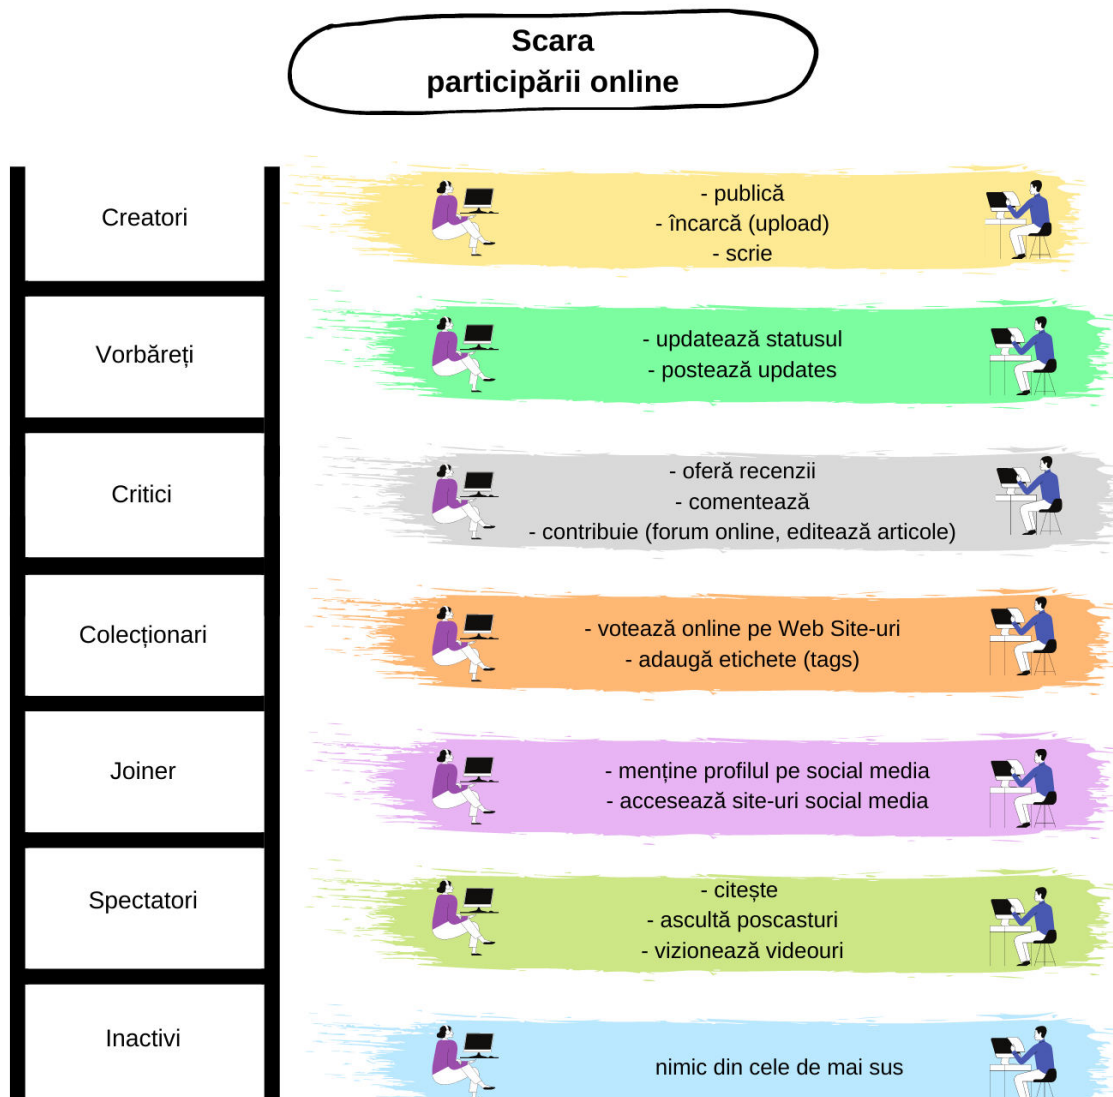 Scara
participării online
Creatori
- publică
- încarcă (upload)
- scrie
Vorbăreți
- updatează statusul
- postează updates
Critici
- oferă recenzii
- comentează
- contribuie (forum online, editează articole)
Colecționari
- votează online pe Web Site-uri
- adaugă etichete (tags)
Joiner
- menține profilul pe social media
- accesează site-uri social media
Spectatori
- citește
- ascultă poscasturi
- vizionează videouri
Inactivi
nimic din cele de mai sus